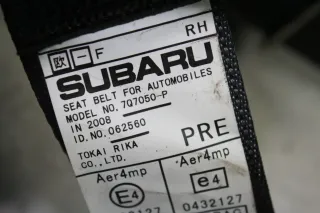 欧 一 F RH
SUBARU
SEAT BELT FOR AUTOMOBILES
MODEL NO. 7Q7050-P
IN 2008
ID. NO. 062560
PRE
TOKAI RIKA
CO., LTD.
Aer4mp Aer4mp
E4 e4
0432127